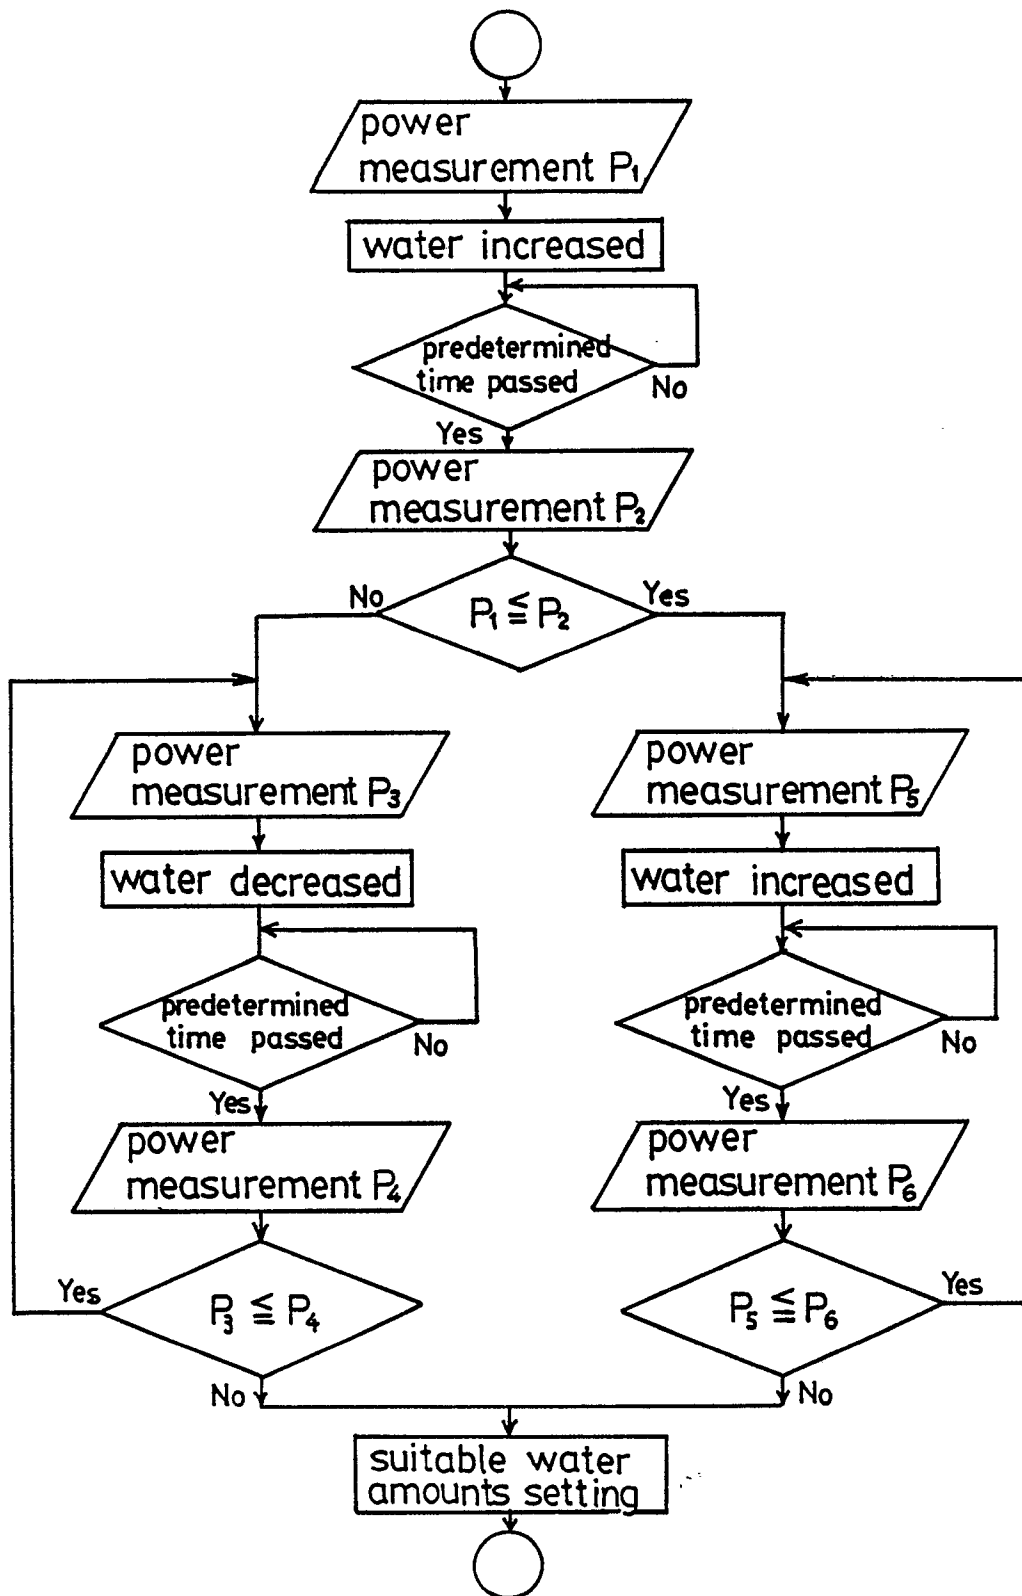 power
measurement P₁
water increased
predetermined
time passed
No
Yes
power
measurement P₂
No
P₁ ≦ P₂
Yes
power
measurement P₃
water decreased
predetermined
time passed
No
Yes
power
measurement P₄
Yes
P₃ ≦ P₄
No
power
measurement P₅
water increased
predetermined
time passed
No
Yes
power
measurement P₆
P₅ ≦ P₆
Yes
No
suitable water
amounts setting